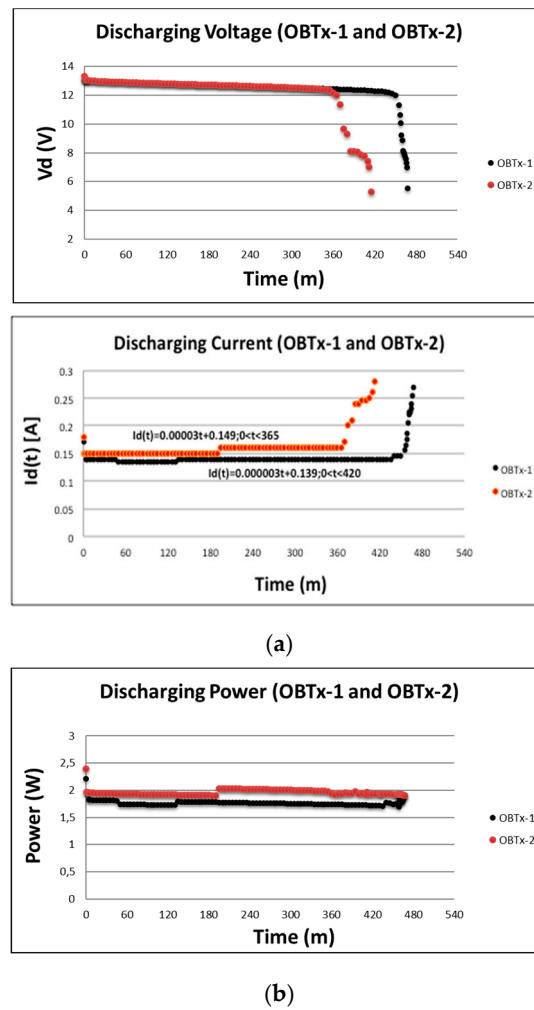 Discharging Voltage (OBTx-1 and OBTx-2)
14
12
10
8
6
4
2
Vd (V)
0 60 120 180 240 300 360 420 480 540
Time (m)
OBTx-1
OBTx-2
Discharging Current (OBTx-1 and OBTx-2)
0.3
0.25
0.2
0.15
0.1
0.05
0
Id(t) [A]
Id(t)=0.00003t+0.149;0<t<365
Id(t)=0.000003t+0.139;0<t<420
0 60 120 180 240 300 360 420 480 540
Time (m)
OBTx-1
OBTx-2
(a)
Discharging Power (OBTx-1 and OBTx-2)
3
2,5
2
1,5
1
0,5
0
Power (W)
0 60 120 180 240 300 360 420 480 540
Time (m)
OBTx-1
OBTx-2
(b)